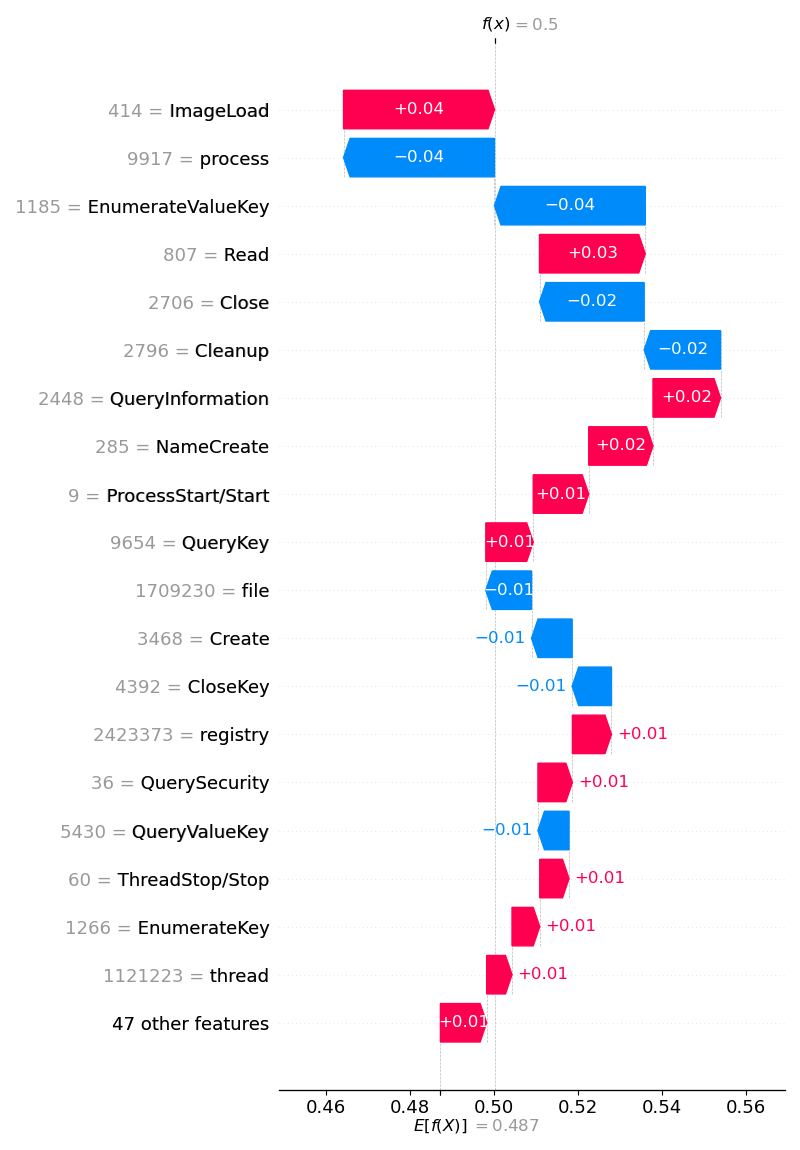 f(x) = 0.5
414 = ImageLoad +0.04
9917 = process −0.04
1185 = EnumerateValueKey −0.04
807 = Read +0.03
2706 = Close −0.02
2796 = Cleanup −0.02
2448 = QueryInformation +0.02
285 = NameCreate +0.02
9 = ProcessStart/Start +0.01
9654 = QueryKey +0.01
1709230 = file −0.01
3468 = Create −0.01
4392 = CloseKey −0.01
2423373 = registry +0.01
36 = QuerySecurity +0.01
5430 = QueryValueKey −0.01
60 = ThreadStop/Stop +0.01
1266 = EnumerateKey +0.01
1121223 = thread +0.01
47 other features +0.01
0.46 0.48 0.50 0.52 0.54 0.56
E[f(X)] = 0.487